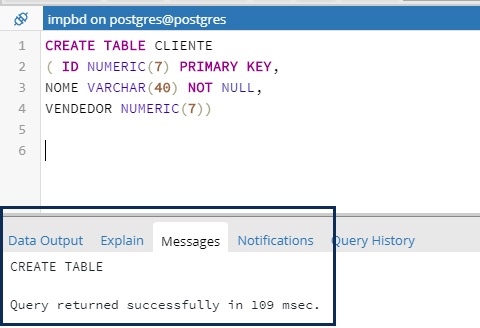 impbd on postgres@postgres
1 CREATE TABLE CLIENTE
2 ( ID NUMERIC(7) PRIMARY KEY,
3 NOME VARCHAR(40) NOT NULL,
4 VENDEDOR NUMERIC(7))
5
6
Data Output Explain Messages Notifications Query History
CREATE TABLE
Query returned successfully in 109 msec.